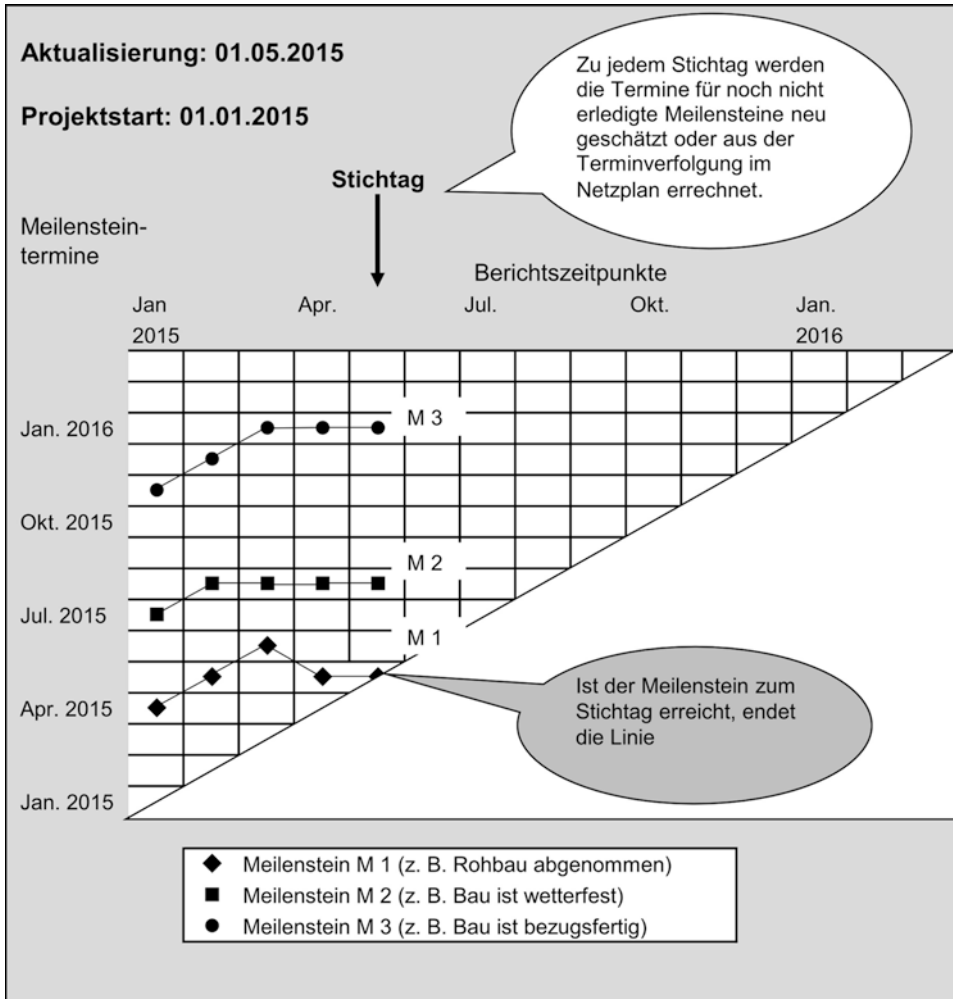 Aktualisierung: 01.05.2015
Projektstart: 01.01.2015
Zu jedem Stichtag werden
die Termine für noch nicht
erledigte Meilensteine neu
geschätzt oder aus der
Terminverfolgung im
Netzplan errechnet.
Stichtag
Meilenstein-
termine
Berichtszeitpunkte
Jan
2015
Apr.
Jul.
Okt.
Jan.
2016
Jan. 2016
Okt. 2015
Jul. 2015
Apr. 2015
Jan. 2015
M 3
M 2
M 1
Ist der Meilenstein zum
Stichtag erreicht, endet
die Linie
Meilenstein M 1 (z. B. Rohbau abgenommen)
Meilenstein M 2 (z. B. Bau ist wetterfest)
Meilenstein M 3 (z. B. Bau ist bezugsfertig)